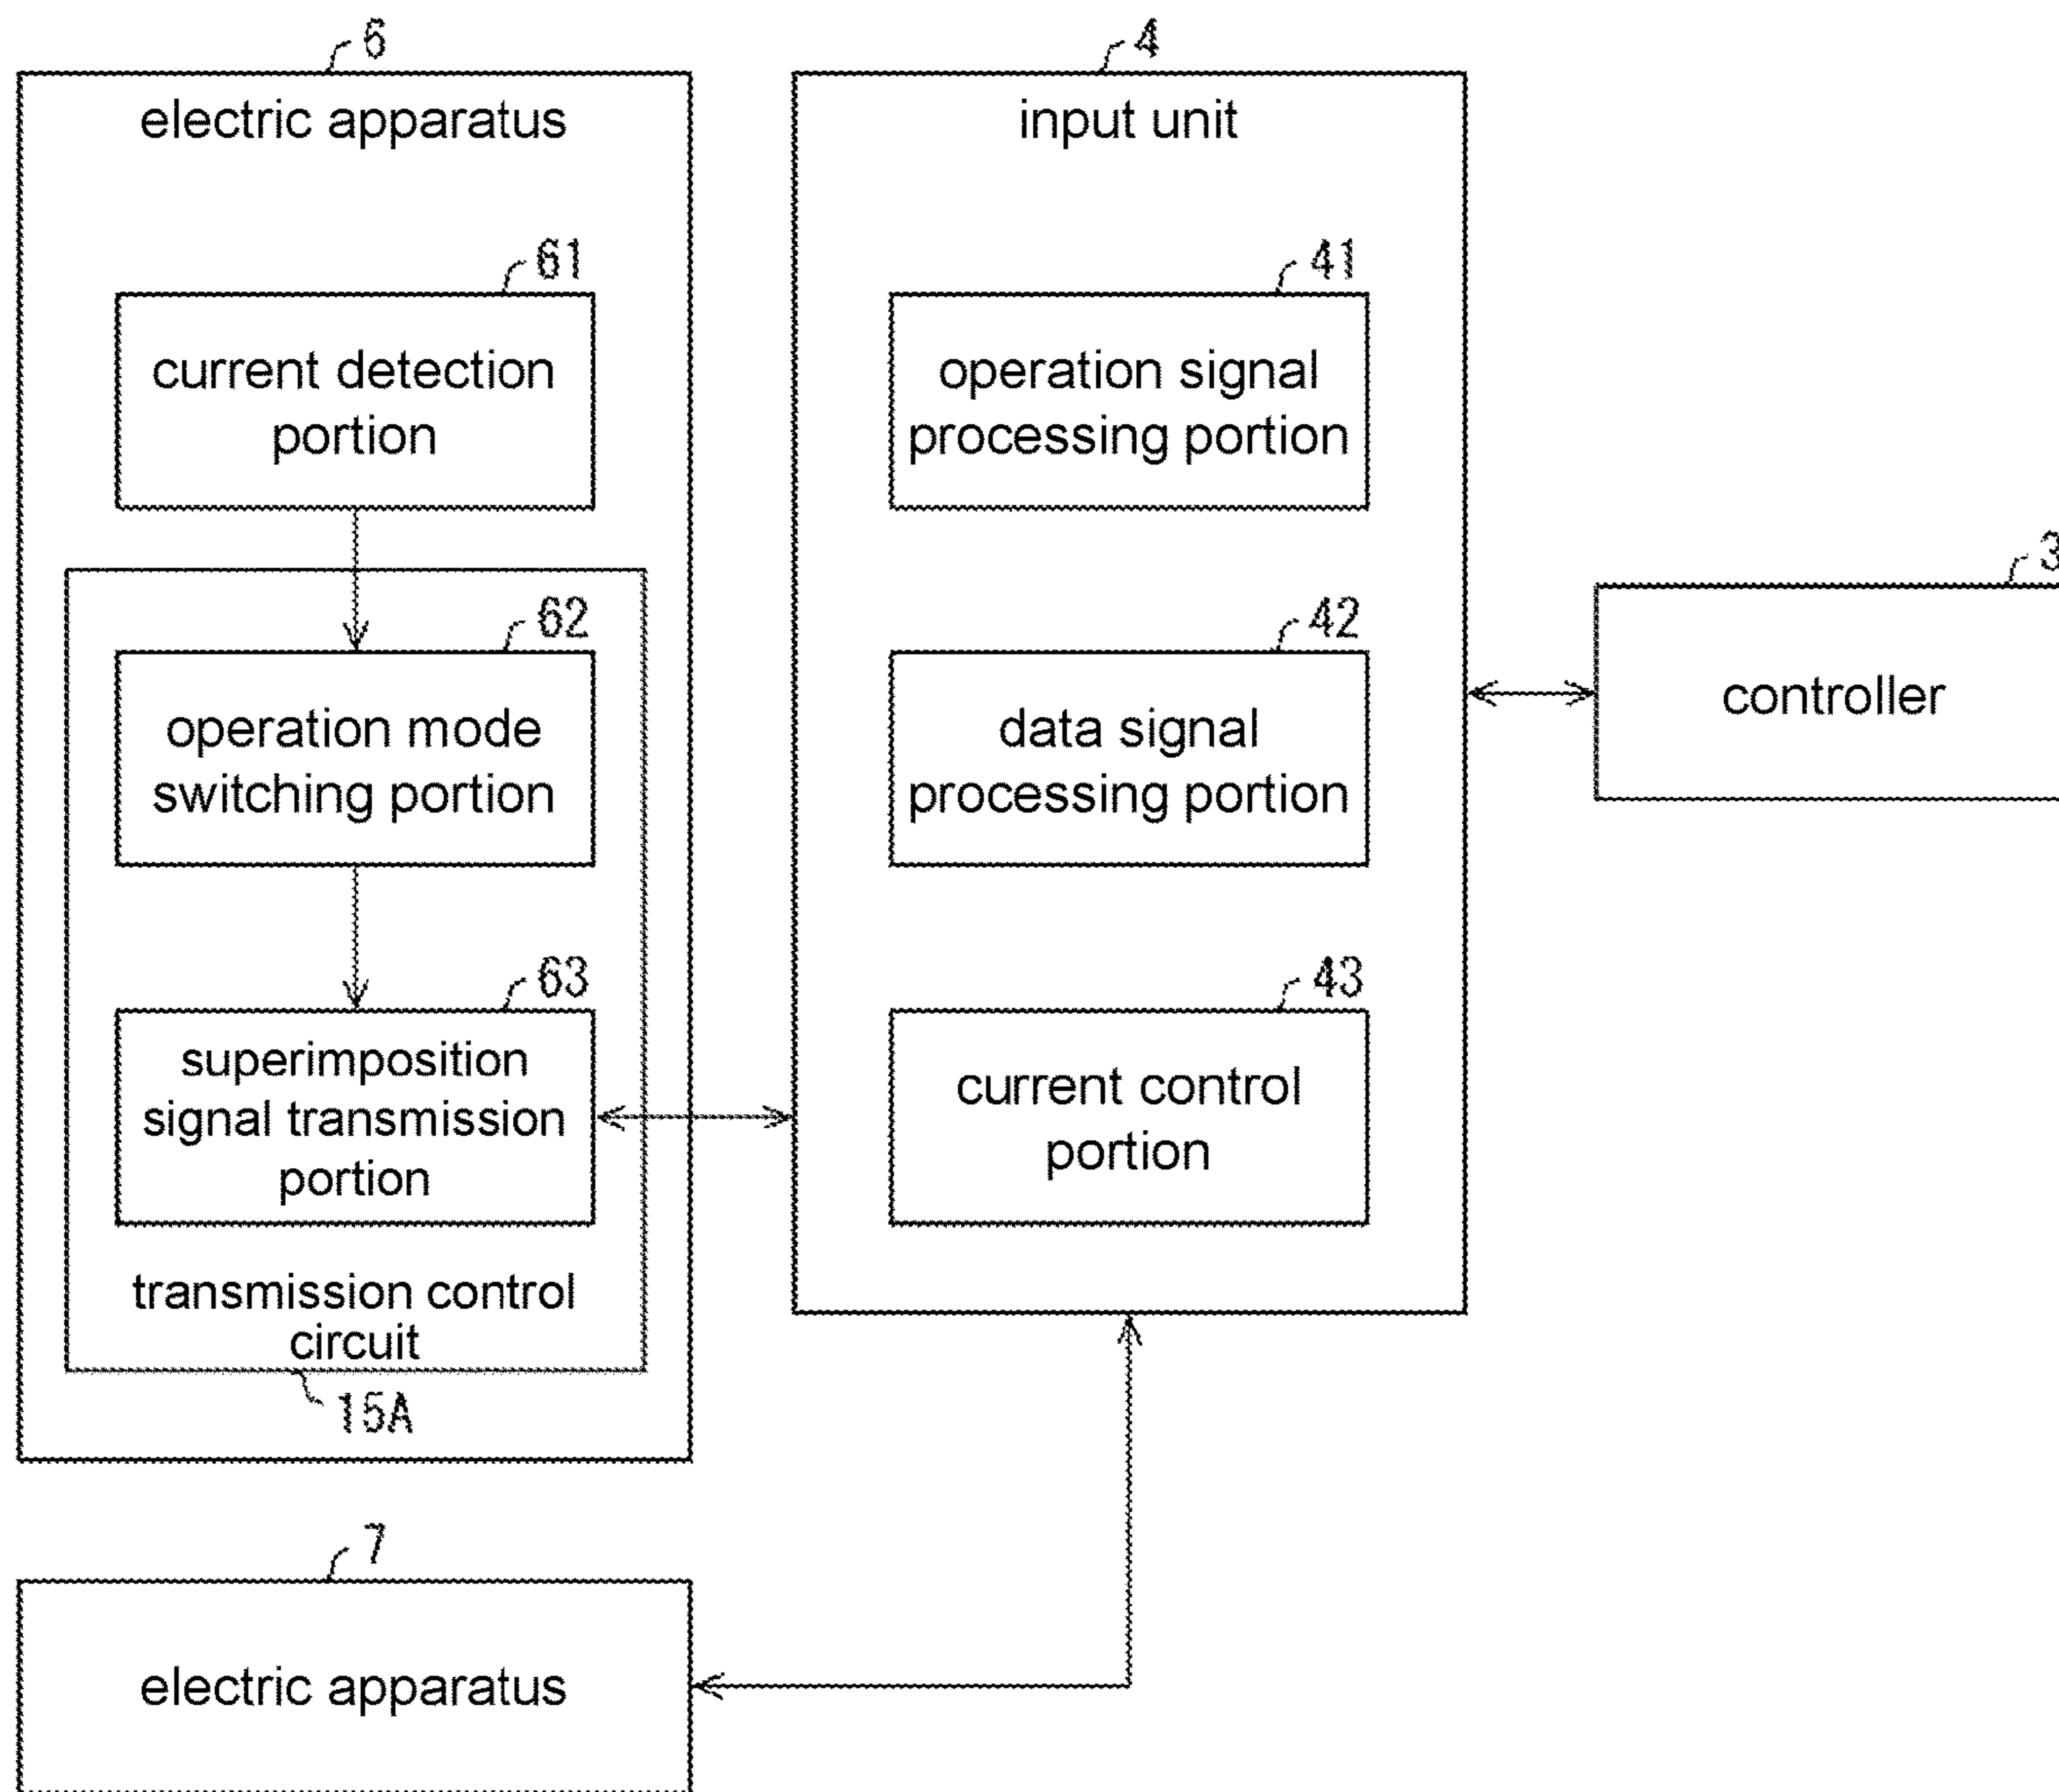 6
electric apparatus
61
current detection
portion
62
operation mode
switching portion
63
superimposition
signal transmission
portion
transmission control
circuit
15A
4
input unit
41
operation signal
processing portion
42
data signal
processing portion
43
current control
portion
3
controller
7
electric apparatus